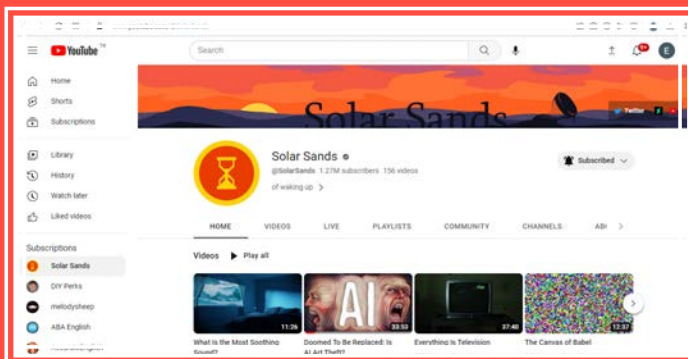 YouTube TR
Search
9+
E
Home
Shorts
Subscriptions
Library
History
Watch later
Liked videos
Subscriptions
Solar Sands
DIY Perks
melodysheep
ABA English
Solar Sands
Twitter
Solar Sands
@SolarSands 1.27M subscribers 156 videos
of waking up
Subscribed
HOME VIDEOS LIVE PLAYLISTS COMMUNITY CHANNELS
Videos Play all
AI
11:26 33:53 37:40 12:37
What Is the Most Soothing Doomed To Be Replaced: Is Everything Is Television The Canvas of Babel
Sound? AI Art Theft?